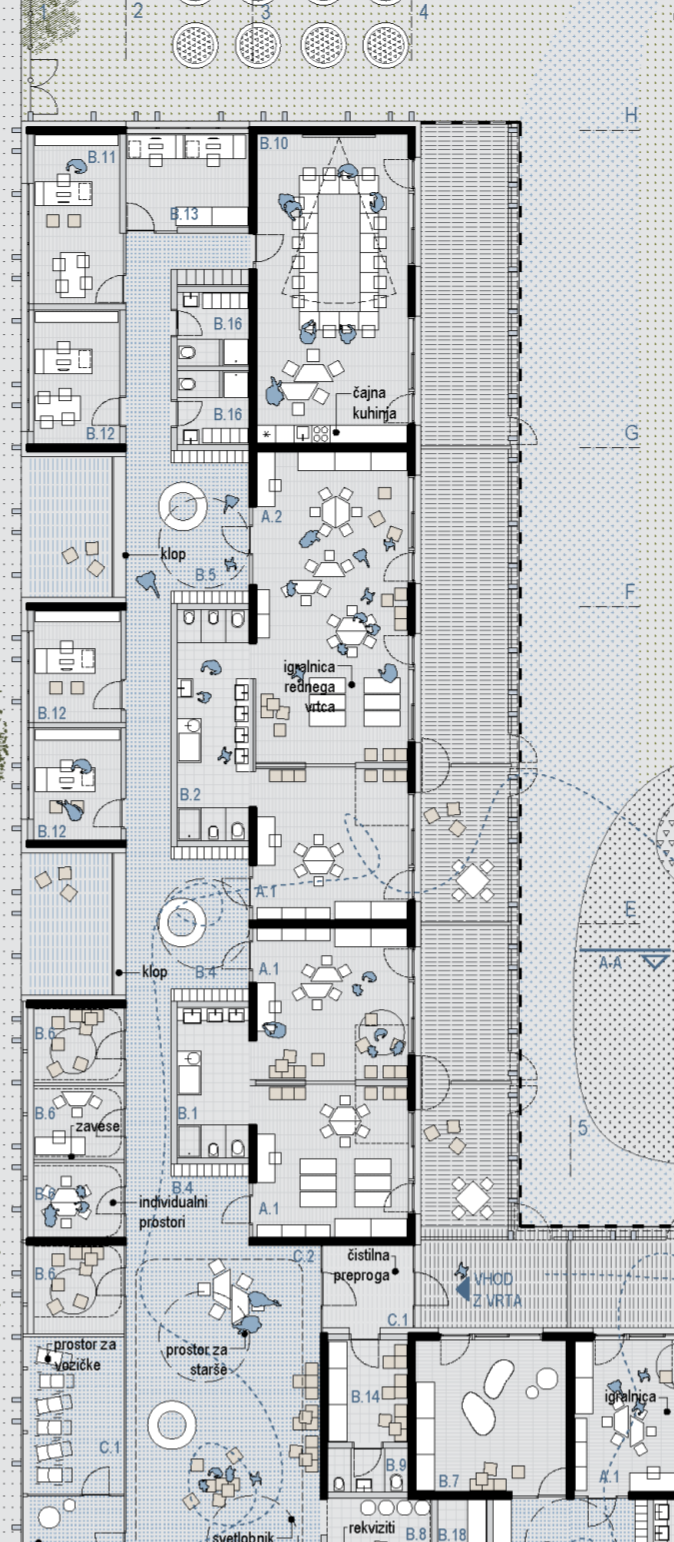 1
2
3
4
H
B.11
B.10
B.13
B.16
B.16
B.12
čajna
kuhinja
G
A.2
klop
B.5
F
igralnica
rednega
vrtca
B.12
B.2
B.12
A.1
E
A-A
klop
B.4
A.1
B.6
B.6
zavese
B.1
5
B.6
individualni
prostori
B.4
A.1
C.2
čistilna
preproga
B.6
VHOD
Z VRTA
C.1
prostor za
vozičke
prostor za
starše
B.14
igralnica
C.1
B.9
B.7
A.1
svetlobnik
rekviziti
B.8
B.18